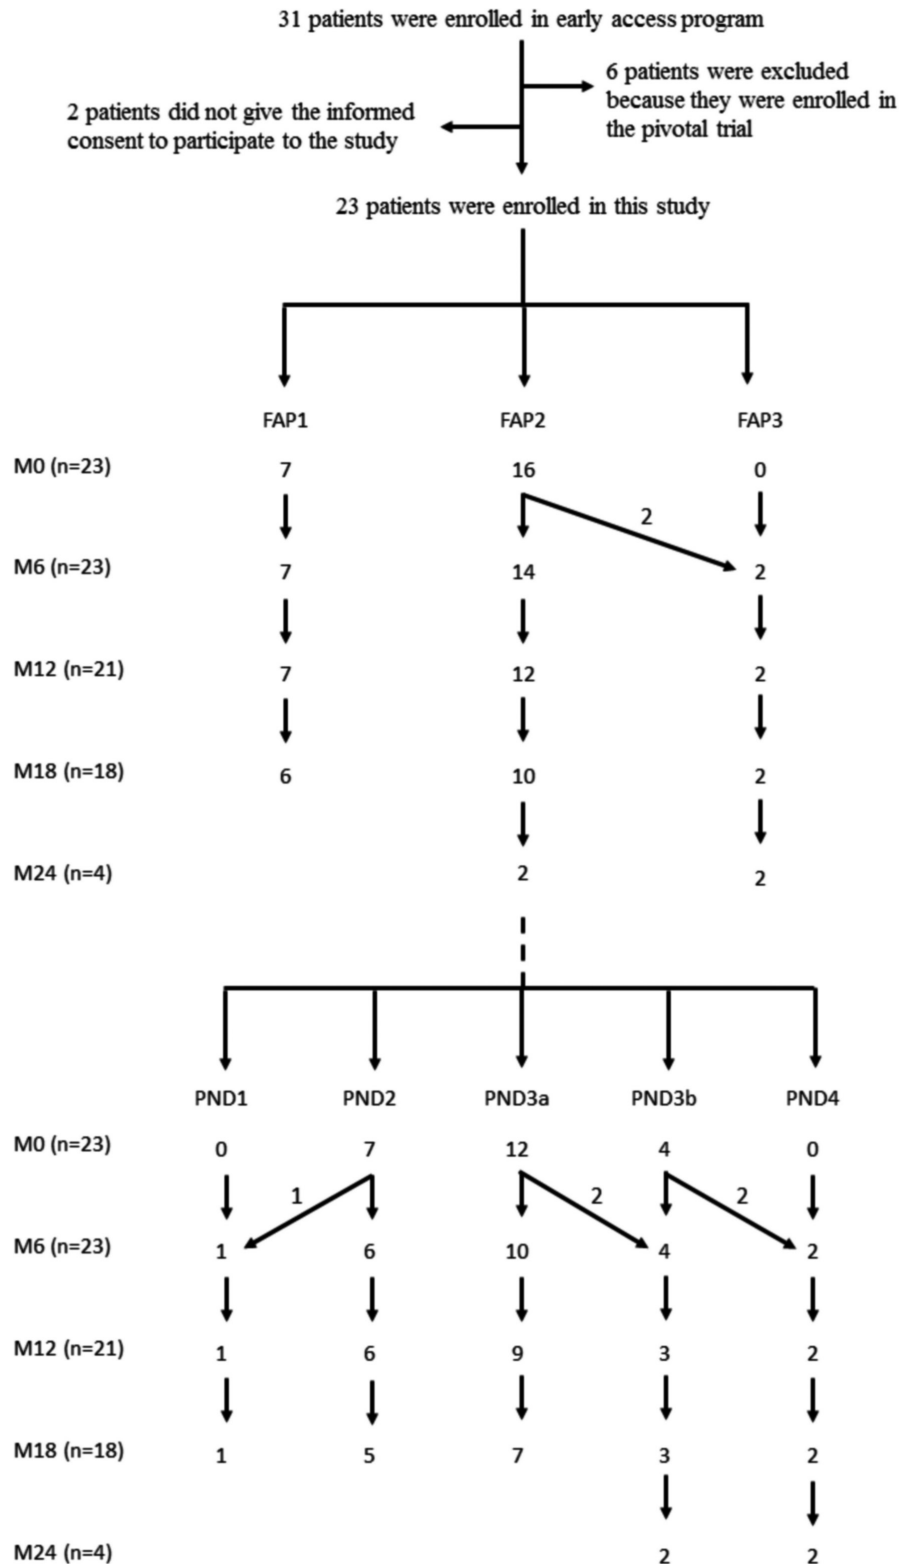 31 patients were enrolled in early access program
6 patients were excluded
because they were enrolled in
the pivotal trial
2 patients did not give the informed
consent to participate to the study
23 patients were enrolled in this study
FAP1 FAP2 FAP3
M0 (n=23) 7 16 0
2
M6 (n=23) 7 14 2
M12 (n=21) 7 12 2
M18 (n=18) 6 10 2
M24 (n=4) 2 2
PND1 PND2 PND3a PND3b PND4
M0 (n=23) 0 7 12 4 0
1 2 2
M6 (n=23) 1 6 10 4 2
M12 (n=21) 1 6 9 3 2
M18 (n=18) 1 5 7 3 2
M24 (n=4) 2 2